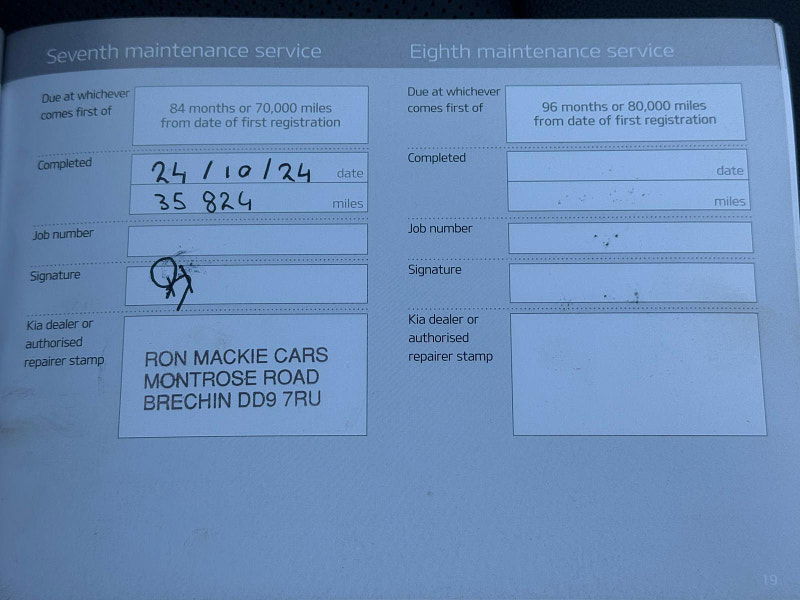 Seventh maintenance service
Due at whichever
comes first of
84 months or 70,000 miles
from date of first registration
Completed
24/10/24 date
35 824 miles
Job number
Signature
Kia dealer or
authorised
repairer stamp
RON MACKIE CARS
MONTROSE ROAD
BRECHIN DD9 7RU
Eighth maintenance service
Due at whichever
comes first of
96 months or 80,000 miles
from date of first registration
Completed
date
miles
Job number
Signature
Kia dealer or
authorised
repairer stamp
19